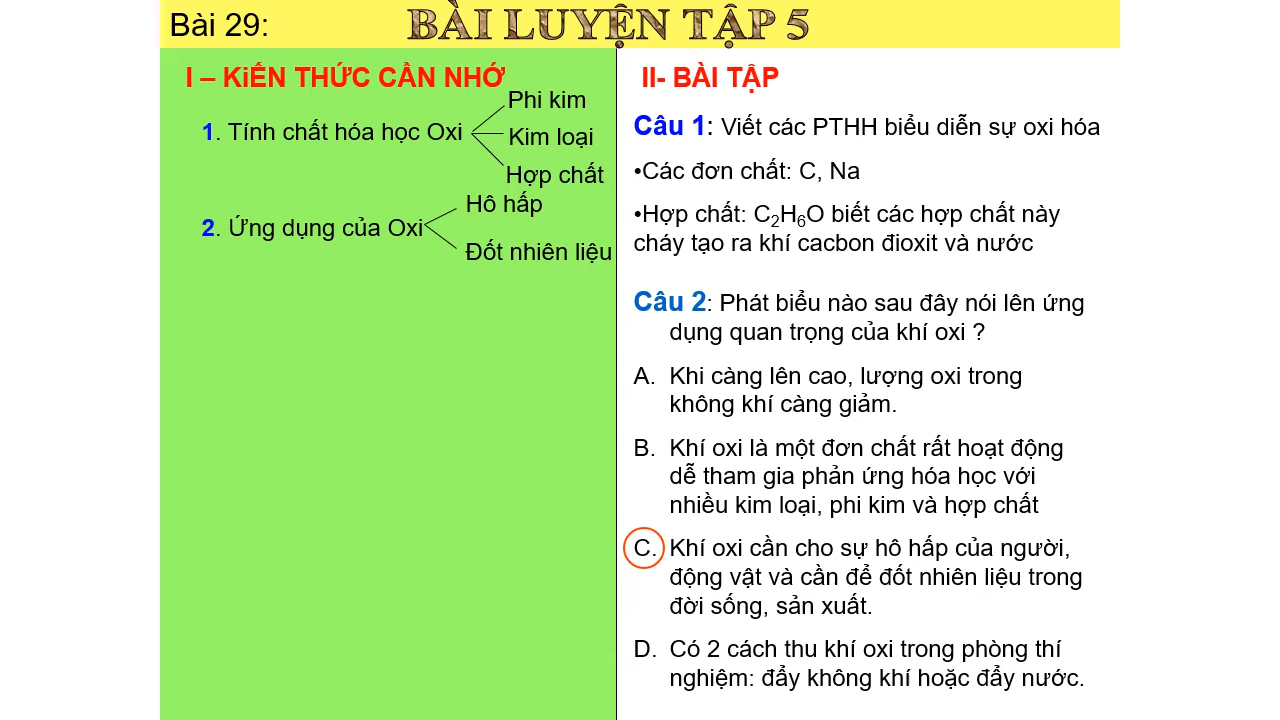 Bài 29:
BÀI LUYỆN TẬP 5
I – KiẾN THỨC CẦN NHỚ
1. Tính chất hóa học Oxi
Phi kim
Kim loại
Hợp chất
2. Ứng dụng của Oxi
Hô hấp
Đốt nhiên liệu
II- BÀI TẬP
Câu 1: Viết các PTHH biểu diễn sự oxi hóa
•Các đơn chất: C, Na
•Hợp chất: C₂H₆O biết các hợp chất này
cháy tạo ra khí cacbon đioxit và nước
Câu 2: Phát biểu nào sau đây nói lên ứng
dụng quan trọng của khí oxi ?
A. Khi càng lên cao, lượng oxi trong
không khí càng giảm.
B. Khí oxi là một đơn chất rất hoạt động
dễ tham gia phản ứng hóa học với
nhiều kim loại, phi kim và hợp chất
C. Khí oxi cần cho sự hô hấp của người,
động vật và cần để đốt nhiên liệu trong
đời sống, sản xuất.
D. Có 2 cách thu khí oxi trong phòng thí
nghiệm: đẩy không khí hoặc đẩy nước.